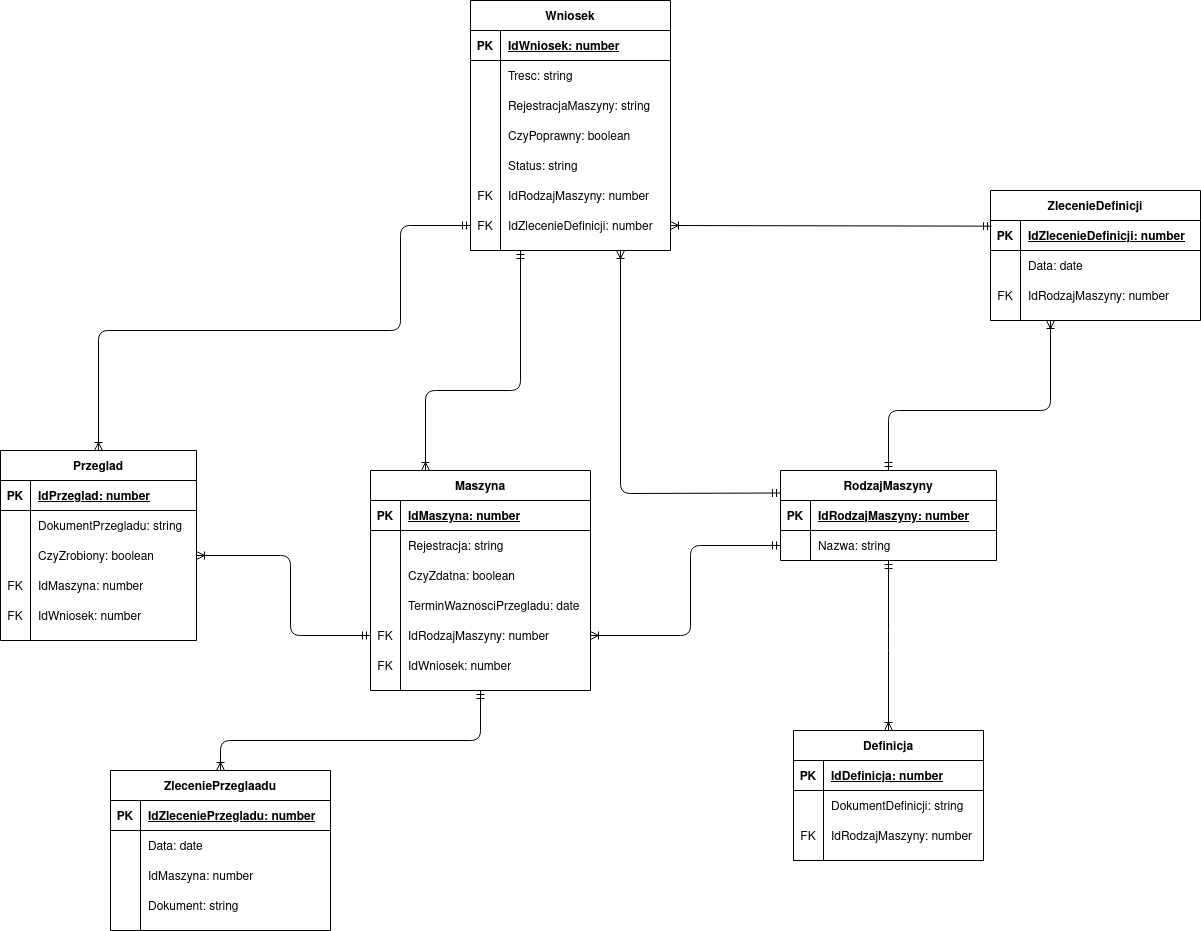 Wniosek
PK IdWniosek: number
Tresc: string
RejestracjaMaszyny: string
CzyPoprawny: boolean
Status: string
FK IdRodzajMaszyny: number
FK IdZlecenieDefinicji: number
ZlecenieDefinicji
PK IdZlecenieDefinicji: number
Data: date
FK IdRodzajMaszyny: number
Przeglad
PK IdPrzeglad: number
DokumentPrzegladu: string
CzyZrobiony: boolean
FK IdMaszyna: number
FK IdWniosek: number
Maszyna
PK IdMaszyna: number
Rejestracja: string
CzyZdatna: boolean
TerminWaznosciPrzegladu: date
FK IdRodzajMaszyny: number
FK IdWniosek: number
RodzajMaszyny
PK IdRodzajMaszyny: number
Nazwa: string
ZleceniePrzeglaadu
PK IdZleceniePrzegladu: number
Data: date
IdMaszyna: number
Dokument: string
Definicja
PK IdDefinicja: number
DokumentDefinicji: string
FK IdRodzajMaszyny: number